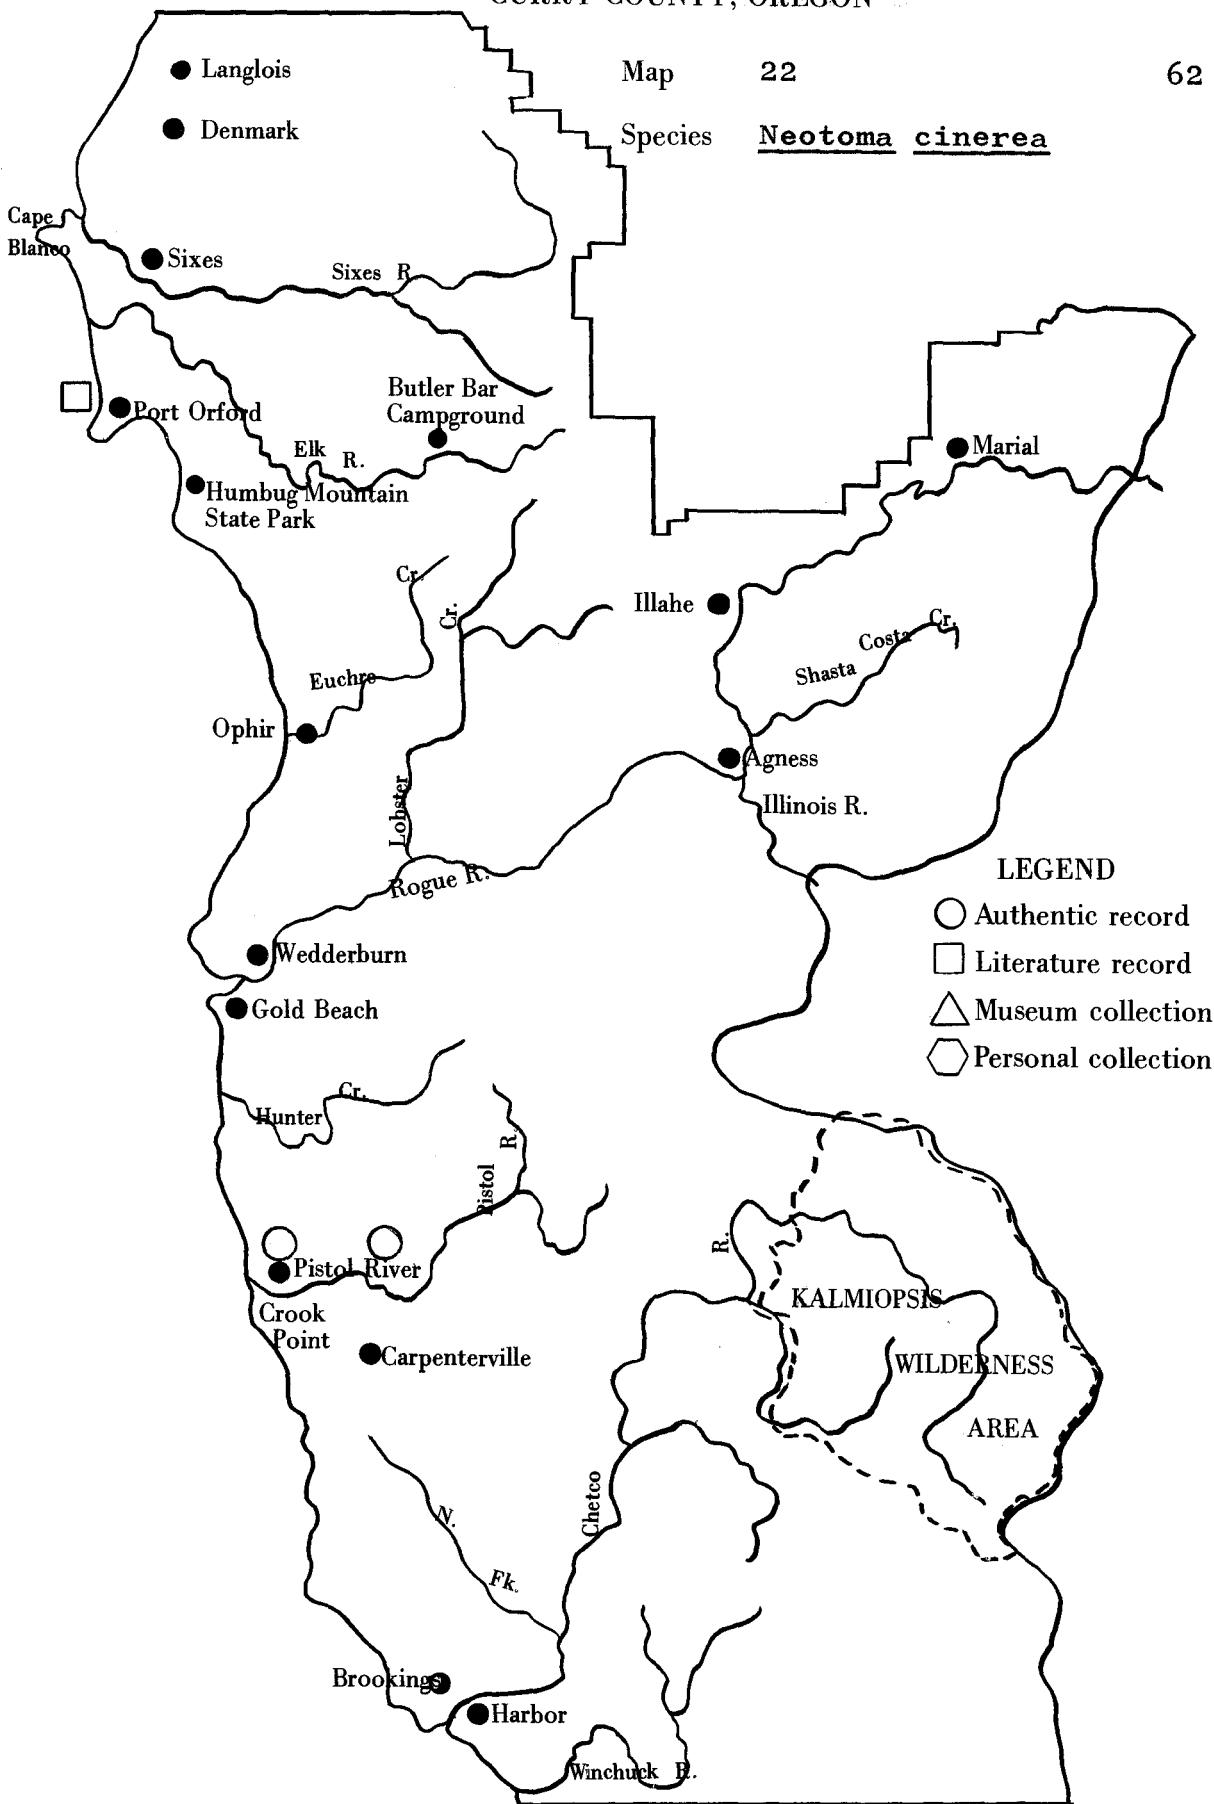 CURRY COUNTY, OREGON
Map 22 62
Species Neotoma cinerea
Langlois
Denmark
Cape
Blanco
Sixes
Sixes R.
Port Orford
Butler Bar
Campground
Elk R.
Humbug Mountain
State Park
Marial
Illahe
Cr.
Euchre
Cr.
Lobster
Shasta Costa Cr.
Ophir
Agness
Illinois R.
Rogue R.
LEGEND
Authentic record
Literature record
Museum collection
Personal collection
Wedderburn
Gold Beach
Hunter Cr.
Pistol R.
Pistol River
Crook
Point
Carpenterville
R.
KALMIOPSIS
WILDERNESS
AREA
Chetco
N.
Fk.
Brookings
Harbor
Winchuck R.